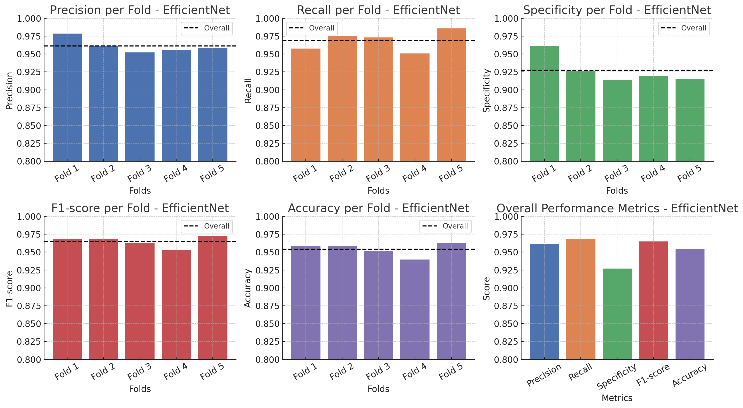 Precision per Fold - EfficientNet
1.000
0.975
0.950
0.925
0.900
0.875
0.850
0.825
0.800
Precision
Overall
Fold 1 Fold 2 Fold 3 Fold 4 Fold 5
Folds
Recall per Fold - EfficientNet
1.000
0.975
0.950
0.925
0.900
0.875
0.850
0.825
0.800
Recall
Overall
Fold 1 Fold 2 Fold 3 Fold 4 Fold 5
Folds
Specificity per Fold - EfficientNet
1.000
0.975
0.950
0.925
0.900
0.875
0.850
0.825
0.800
Specificity
Overall
Fold 1 Fold 2 Fold 3 Fold 4 Fold 5
Folds
F1-score per Fold - EfficientNet
1.000
0.975
0.950
0.925
0.900
0.875
0.850
0.825
0.800
F1-score
Overall
Fold 1 Fold 2 Fold 3 Fold 4 Fold 5
Folds
Accuracy per Fold - EfficientNet
1.000
0.975
0.950
0.925
0.900
0.875
0.850
0.825
0.800
Accuracy
Overall
Fold 1 Fold 2 Fold 3 Fold 4 Fold 5
Folds
Overall Performance Metrics - EfficientNet
1.000
0.975
0.950
0.925
0.900
0.875
0.850
0.825
0.800
Score
Precision Recall Specificity F1-score Accuracy
Metrics